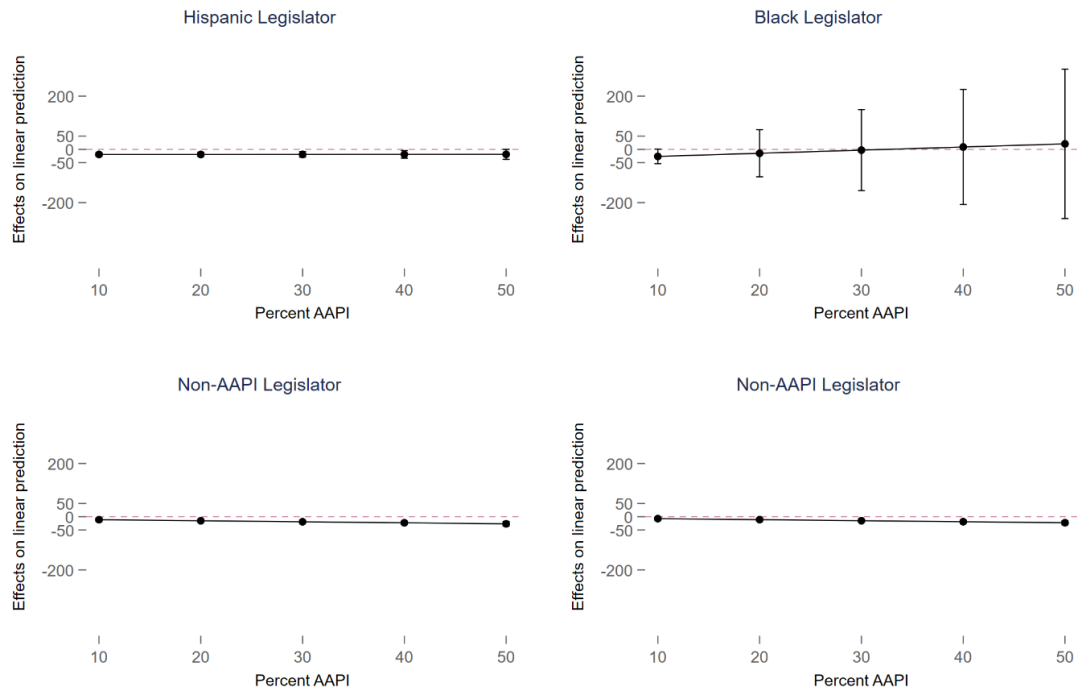 Hispanic Legislator
Effects on linear prediction
200
50
0
-50
-200
10 20 30 40 50
Percent AAPI
Black Legislator
Effects on linear prediction
200
50
0
-50
-200
10 20 30 40 50
Percent AAPI
Non-AAPI Legislator
Effects on linear prediction
200
50
0
-50
-200
10 20 30 40 50
Percent AAPI
Non-AAPI Legislator
Effects on linear prediction
200
50
0
-50
-200
10 20 30 40 50
Percent AAPI